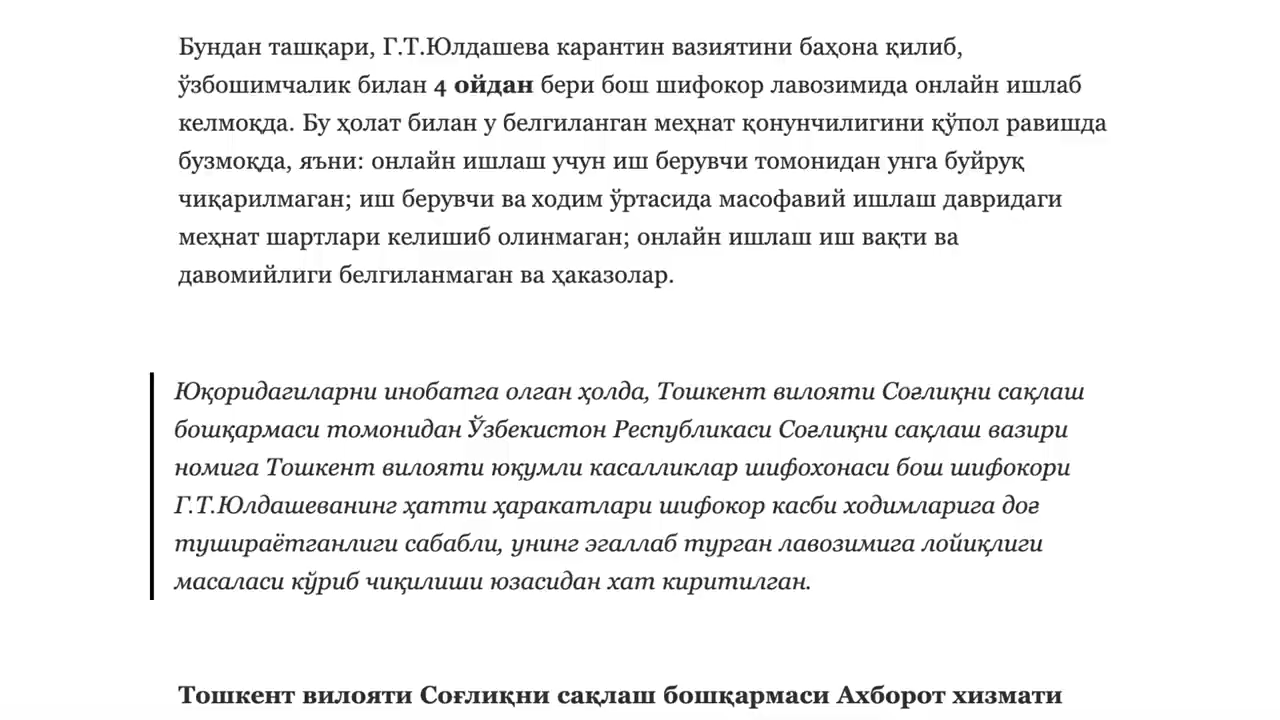 Бундан ташқари, Г.Т.Юлдашева карантин вазиятини баҳона қилиб,
ўзбошимчалик билан 4 ойдан бери бош шифокор лавозимида онлайн ишлаб
келмоқда. Бу ҳолат билан у белгиланган меҳнат қонунчилигини қўпол равишда
бузмоқда, яъни: онлайн ишлаш учун иш берувчи томонидан унга буйруқ
чиқарилмаган; иш берувчи ва ходим ўртасида масофавий ишлаш давридаги
меҳнат шартлари келишиб олинмаган; онлайн ишлаш иш вақти ва
давомийлиги белгиланмаган ва ҳаказолар.
Юқоридагиларни инобатга олган ҳолда, Тошкент вилояти Соғлиқни сақлаш
бошқармаси томонидан Ўзбекистон Республикаси Соғлиқни сақлаш вазири
номига Тошкент вилояти юқумли касалликлар шифохонаси бош шифокори
Г.Т.Юлдашеванинг ҳатти ҳаракатлари шифокор касби ходимларига доғ
тушираётганлиги сабабли, унинг эгаллаб турган лавозимига лойиқлиги
масаласи кўриб чиқилиши юзасидан хат киритилган.
Тошкент вилояти Соғлиқни сақлаш бошқармаси Ахборот хизмати